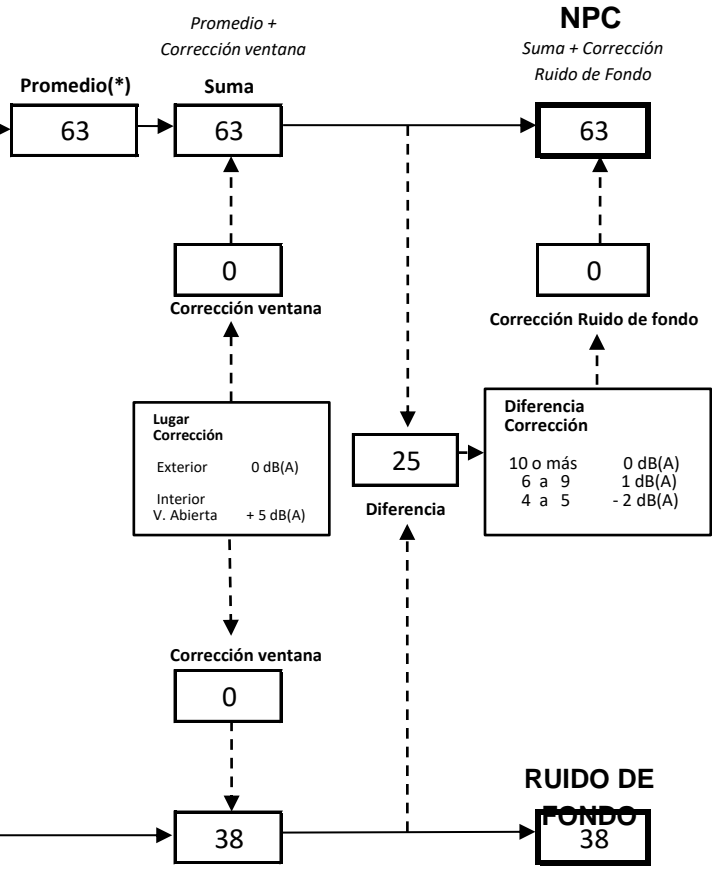 Promedio +
Corrección ventana
NPC
Suma + Corrección
Ruido de Fondo
Promedio(*)
Suma
63
63
63
0
0
Corrección ventana
Corrección Ruido de fondo
Lugar
Corrección
Exterior 0 dB(A)
Interior
V. Abierta + 5 dB(A)
25
Diferencia
Diferencia
Corrección
10 o más 0 dB(A)
6 a 9 1 dB(A)
4 a 5 - 2 dB(A)
Corrección ventana
0
38
RUIDO DE
FONDO
38